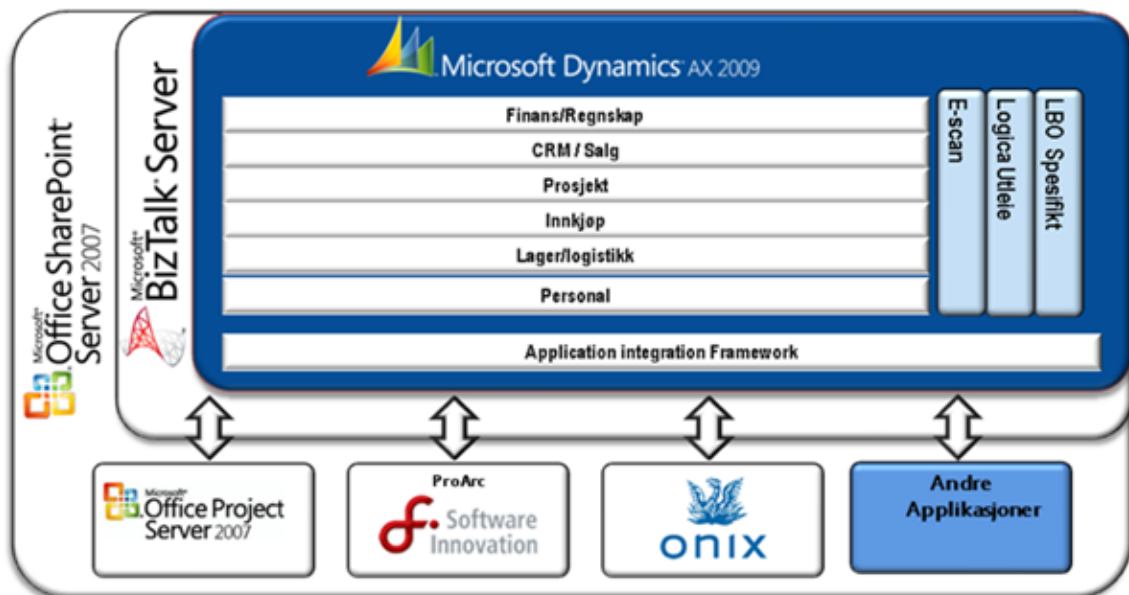 Microsoft®
Office SharePoint®
Server 2007
Microsoft®
BizTalk® Server
Microsoft Dynamics™ AX 2009
Finans/Regnskap
CRM / Salg
Prosjekt
Innkjøp
Lager/logistikk
Personal
E-scan
Logica Utleie
LBO Spesifikt
Application integration Framework
Microsoft®
Office Project
Server 2007
ProArc
Software
Innovation
onix
Andre
Applikasjoner